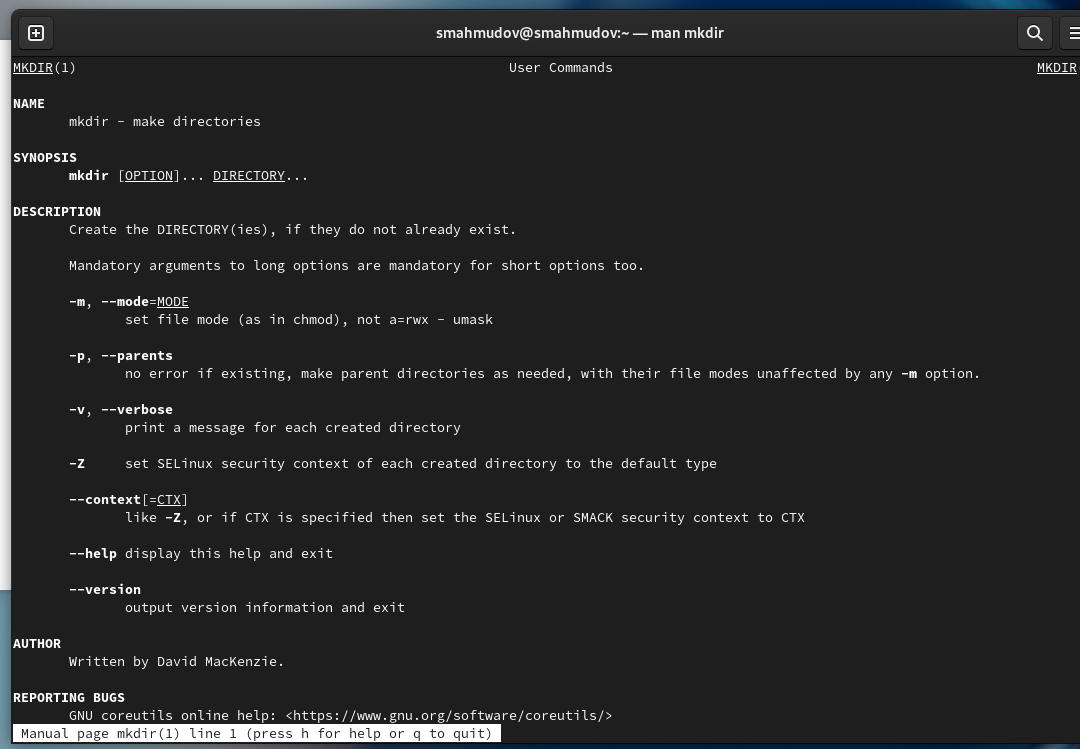 smahmudov@smahmudov:~ — man mkdir
MKDIR(1) User Commands MKDIR
NAME
mkdir - make directories
SYNOPSIS
mkdir [OPTION]... DIRECTORY...
DESCRIPTION
Create the DIRECTORY(ies), if they do not already exist.
Mandatory arguments to long options are mandatory for short options too.
-m, --mode=MODE
set file mode (as in chmod), not a=rwx - umask
-p, --parents
no error if existing, make parent directories as needed, with their file modes unaffected by any -m option.
-v, --verbose
print a message for each created directory
-Z set SELinux security context of each created directory to the default type
--context[=CTX]
like -Z, or if CTX is specified then set the SELinux or SMACK security context to CTX
--help display this help and exit
--version
output version information and exit
AUTHOR
Written by David MacKenzie.
REPORTING BUGS
GNU coreutils online help: <https://www.gnu.org/software/coreutils/>
Manual page mkdir(1) line 1 (press h for help or q to quit)